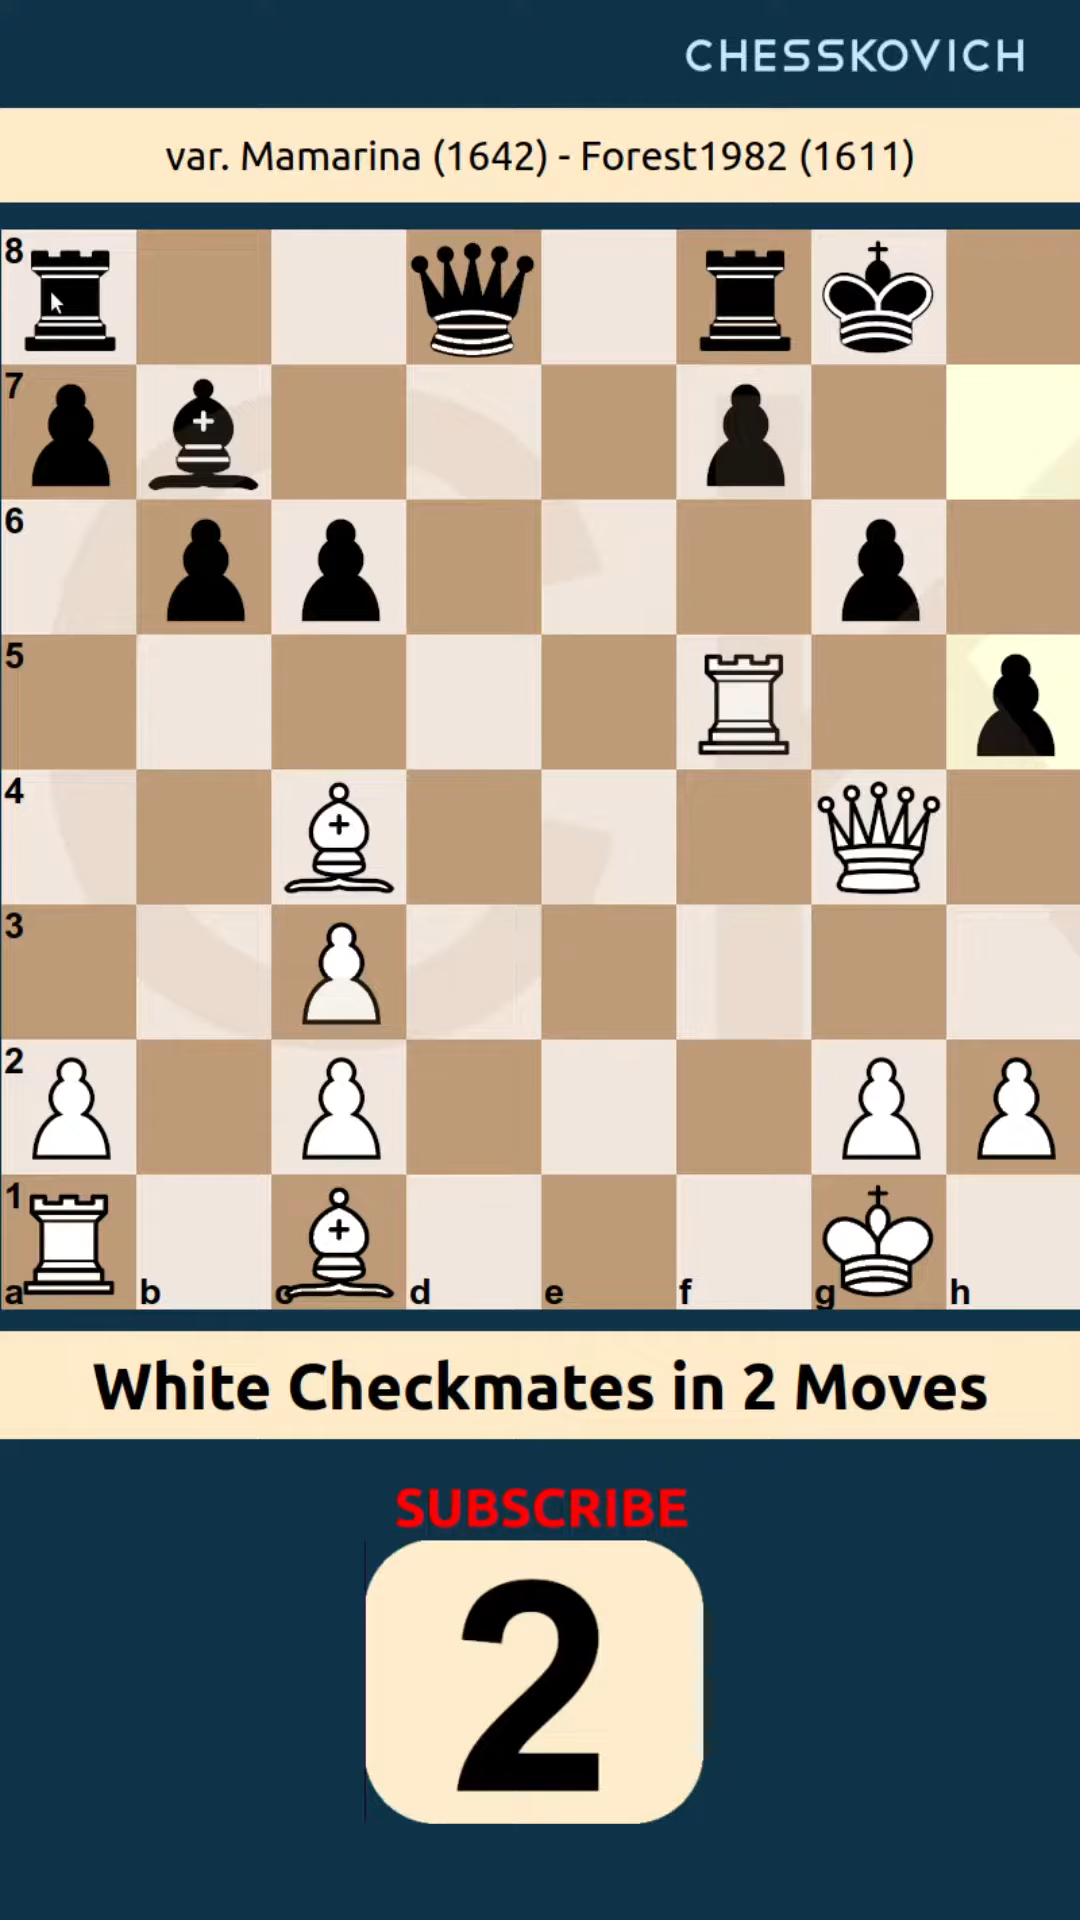 CHESSKOVICH
var. Mamarina (1642) - Forest1982 (1611)
8
7
6
5
4
3
2
1
a b c d e f g h
White Checkmates in 2 Moves
SUBSCRIBE
2